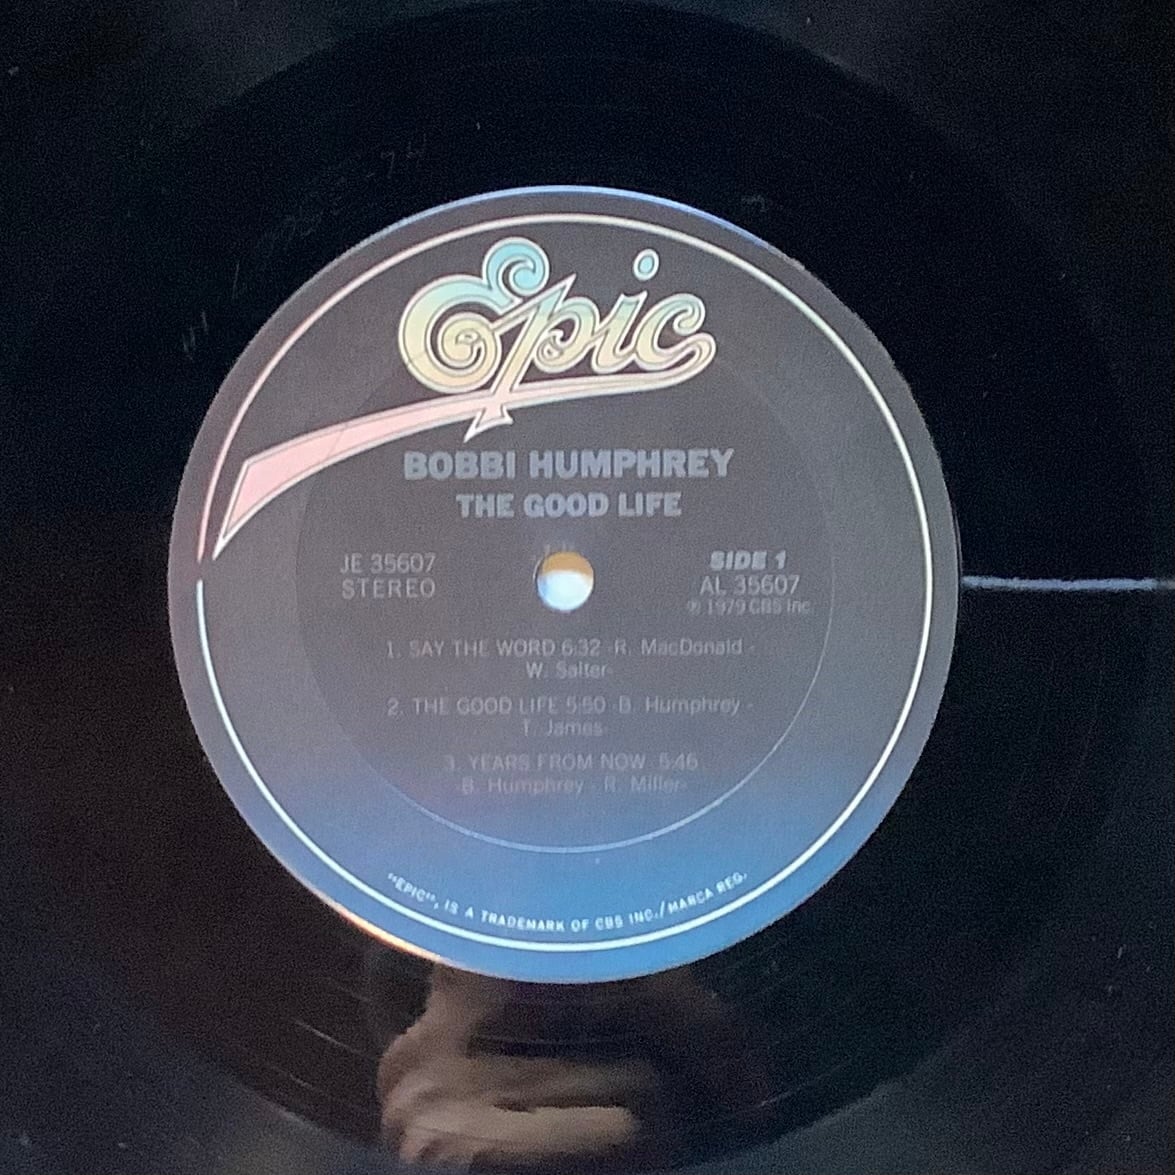 Epic
BOBBI HUMPHREY
THE GOOD LIFE
JE 35607
STEREO
SIDE 1
AL 35607
℗ 1979 CBS Inc.
1. SAY THE WORD 6:32 -R. MacDonald -
W. Salter-
2. THE GOOD LIFE 5:50 -B. Humphrey -
T. James-
3. YEARS FROM NOW 5:46
-B. Humphrey - R. Miller-
"EPIC", IS A TRADEMARK OF CBS INC./MARCA REG.